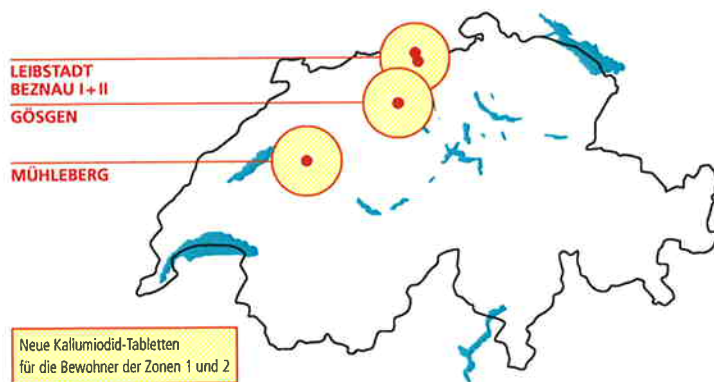 LEIBSTADT
BEZNAU I+II
GÖSGEN
MÜHLEBERG
Neue Kaliumiodid-Tabletten
für die Bewohner der Zonen 1 und 2